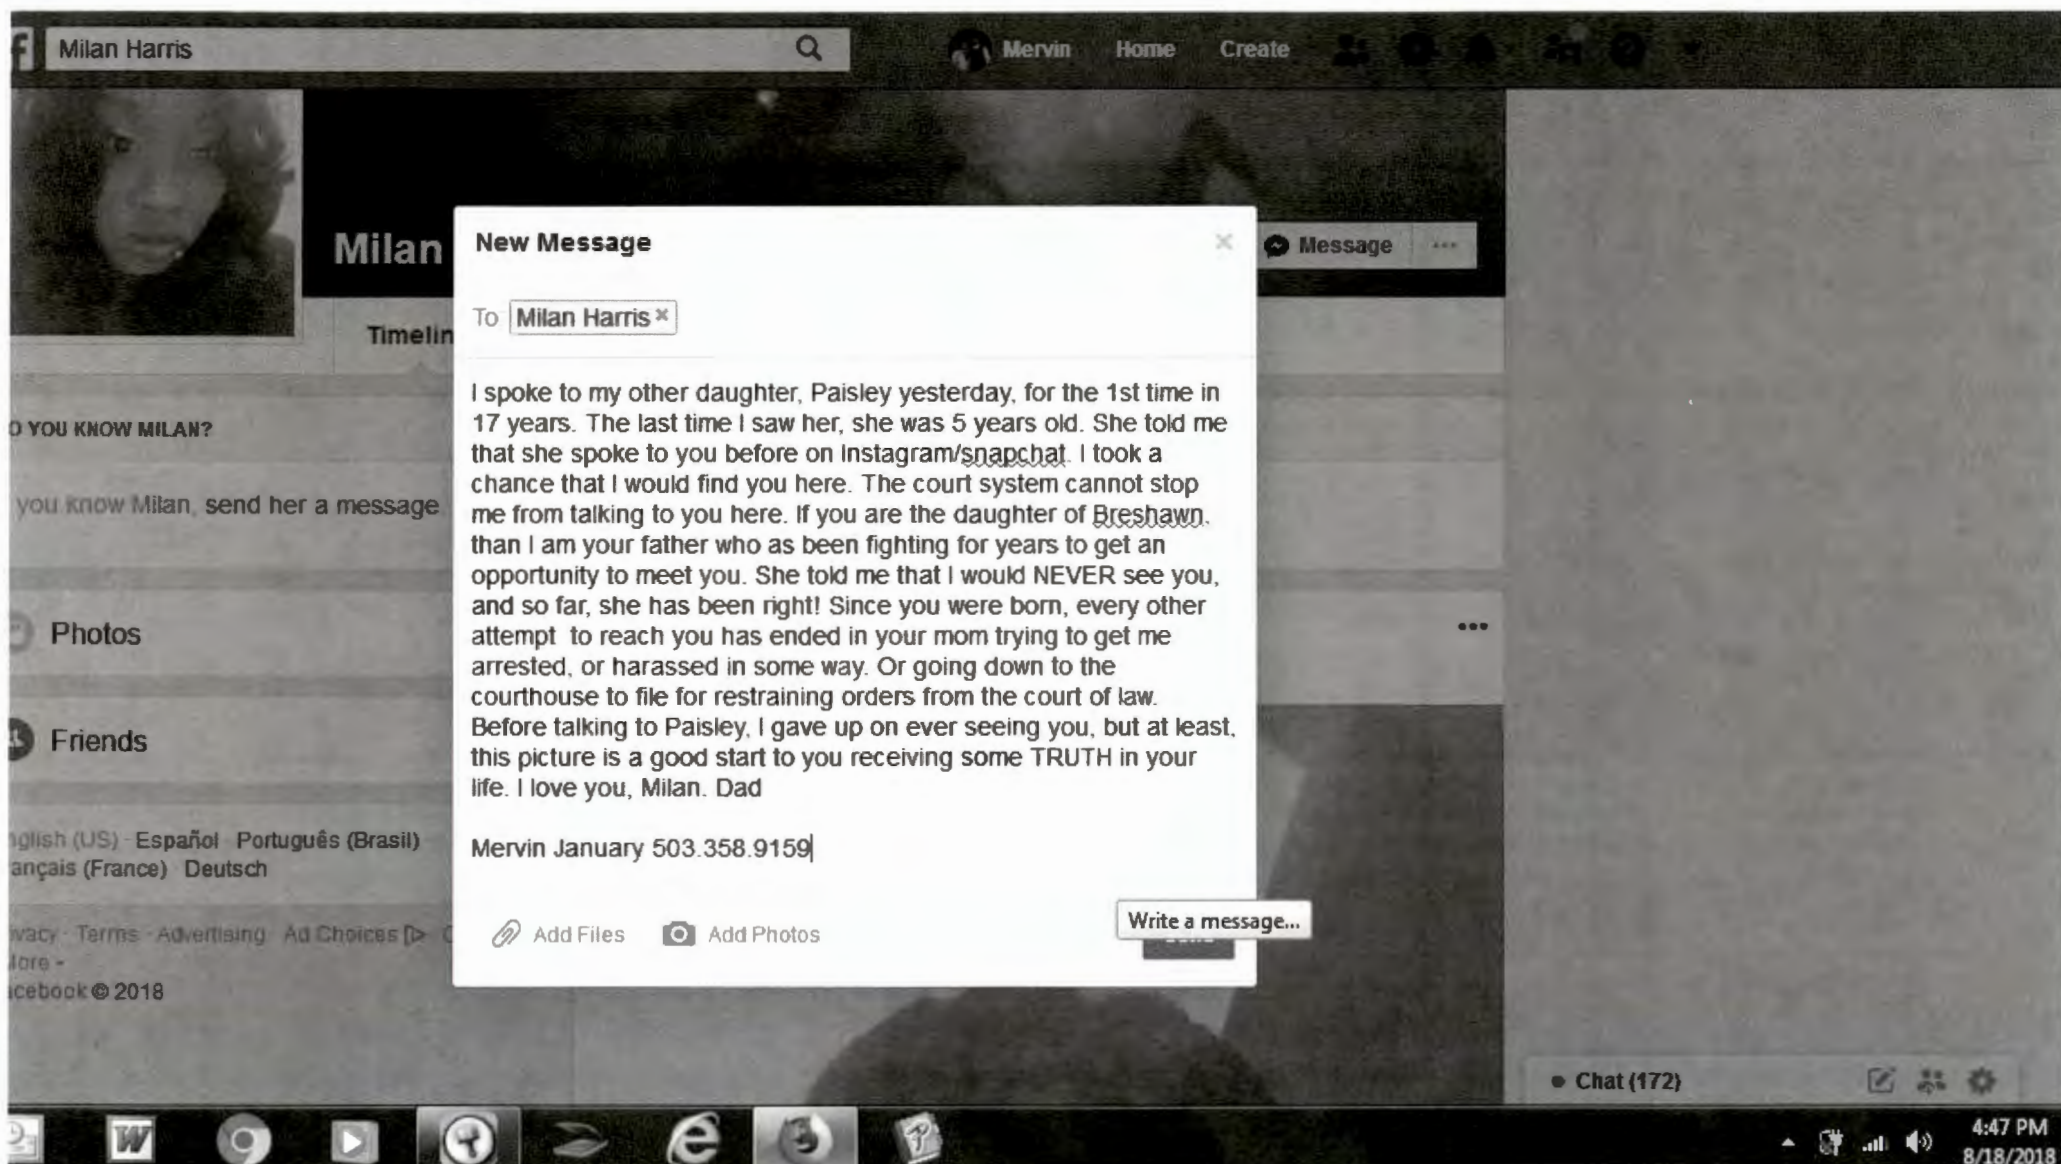 Milan Harris
Mervin Home Create
Milan
Message
Timelin
New Message
To Milan Harris
I spoke to my other daughter, Paisley yesterday, for the 1st time in
17 years. The last time I saw her, she was 5 years old. She told me
that she spoke to you before on Instagram/snapchat. I took a
chance that I would find you here. The court system cannot stop
me from talking to you here. If you are the daughter of Breshawn,
than I am your father who as been fighting for years to get an
opportunity to meet you. She told me that I would NEVER see you,
and so far, she has been right! Since you were born, every other
attempt to reach you has ended in your mom trying to get me
arrested, or harassed in some way. Or going down to the
courthouse to file for restraining orders from the court of law.
Before talking to Paisley, I gave up on ever seeing you, but at least,
this picture is a good start to you receiving some TRUTH in your
life. I love you, Milan. Dad
Mervin January 503.358.9159
Add Files Add Photos
Write a message...
O YOU KNOW MILAN?
you know Milan, send her a message
Photos
Friends
nglish (US) · Español · Português (Brasil) ·
ançais (France) · Deutsch
ivacy · Terms · Advertising · Ad Choices
lore
acebook © 2018
Chat (172)
4:47 PM
8/18/2018